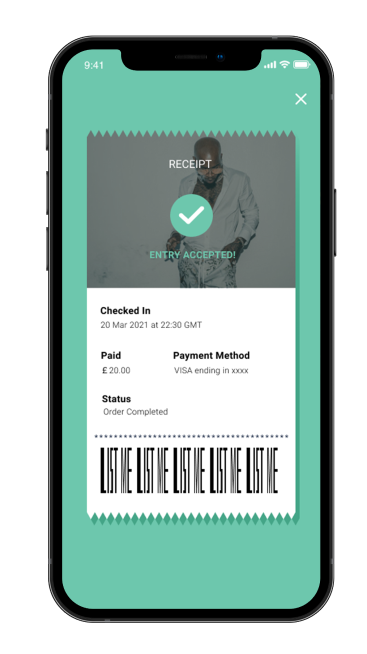 9:41
RECEIPT
ENTRY ACCEPTED!
Checked In
20 Mar 2021 at 22:30 GMT
Paid
Payment Method
£ 20.00
VISA ending in xxxx
Status
Order Completed
LIST ME LIST ME LIST ME LIST ME LIST ME